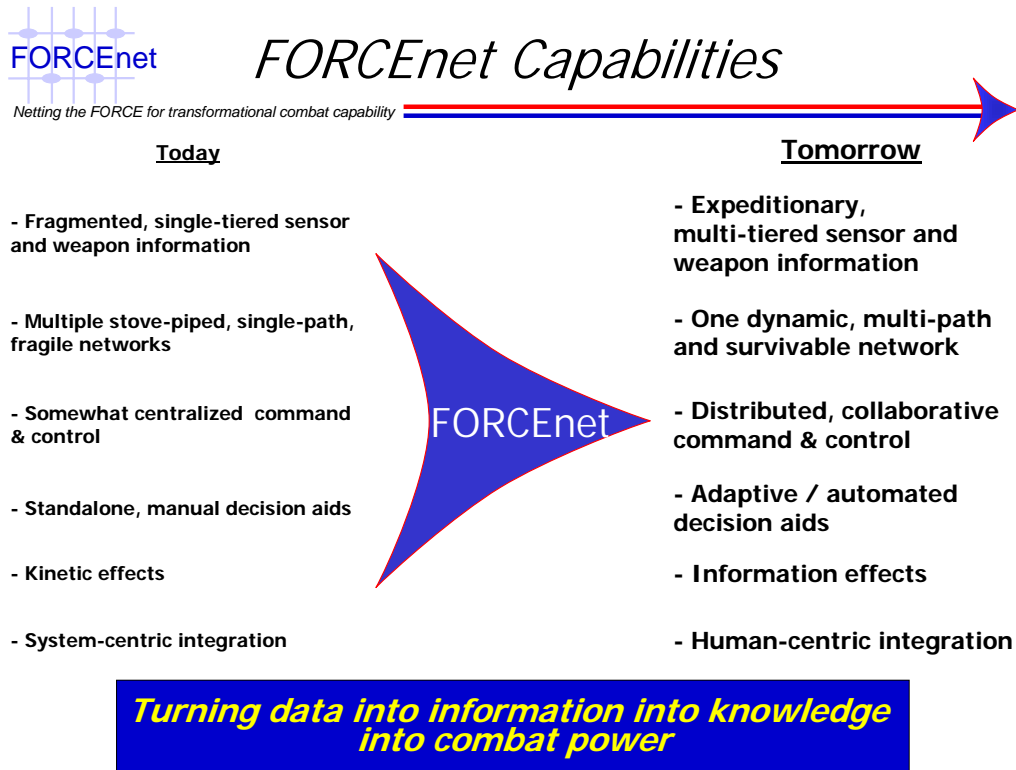 FORCEnet
FORCEnet Capabilities
Netting the FORCE for transformational combat capability
Today
- Fragmented, single-tiered sensor
and weapon information
- Multiple stove-piped, single-path,
fragile networks
- Somewhat centralized command
& control
- Standalone, manual decision aids
- Kinetic effects
- System-centric integration
FORCEnet
Tomorrow
- Expeditionary,
multi-tiered sensor and
weapon information
- One dynamic, multi-path
and survivable network
- Distributed, collaborative
command & control
- Adaptive / automated
decision aids
- Information effects
- Human-centric integration
Turning data into information into knowledge
into combat power